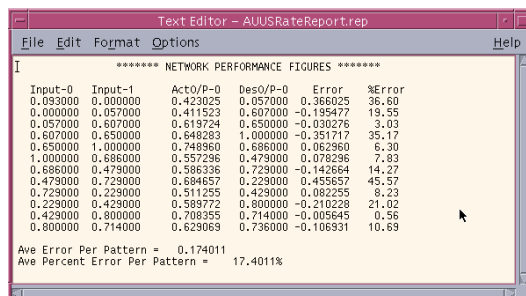 Text Editor – AUUSRateReport.rep
File Edit Format Options Help
******* NETWORK PERFORMANCE FIGURES *******
Input-0 Input-1 ActO/P-0 DesO/P-0 Error %Error
0.093000 0.000000 0.423025 0.057000 0.366025 36.60
0.000000 0.057000 0.411523 0.607000 -0.195477 19.55
0.057000 0.607000 0.619724 0.650000 -0.030276 3.03
0.607000 0.650000 0.648283 1.000000 -0.351717 35.17
0.650000 1.000000 0.748960 0.686000 0.062960 6.30
1.000000 0.686000 0.557296 0.479000 0.078296 7.83
0.686000 0.479000 0.586336 0.729000 -0.142664 14.27
0.479000 0.729000 0.684657 0.229000 0.455657 45.57
0.729000 0.229000 0.511255 0.429000 0.082255 8.23
0.229000 0.429000 0.589772 0.800000 -0.210228 21.02
0.429000 0.800000 0.708355 0.714000 -0.005645 0.56
0.800000 0.714000 0.629069 0.736000 -0.106931 10.69
Ave Error Per Pattern = 0.174011
Ave Percent Error Per Pattern = 17.4011%